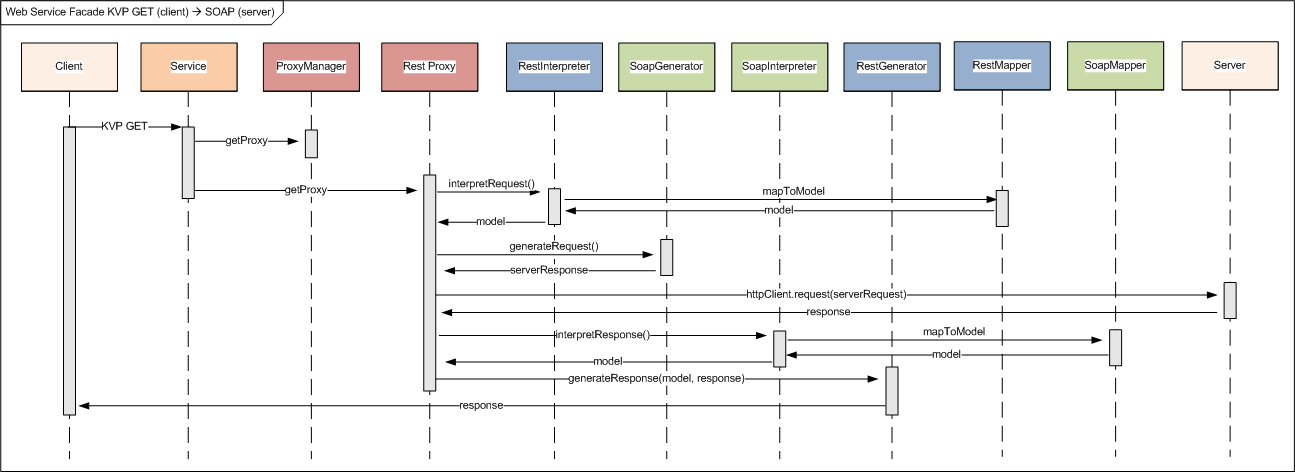 Web Service Facade KVP GET (client) → SOAP (server)
Client
Service
ProxyManager
Rest Proxy
RestInterpreter
SoapGenerator
SoapInterpreter
RestGenerator
RestMapper
SoapMapper
Server
KVP GET
getProxy
getProxy
interpretRequest()
mapToModel
model
model
generateRequest()
serverResponse
httpClient.request(serverRequest)
response
interpretResponse()
mapToModel
model
model
generateResponse(model, response)
response